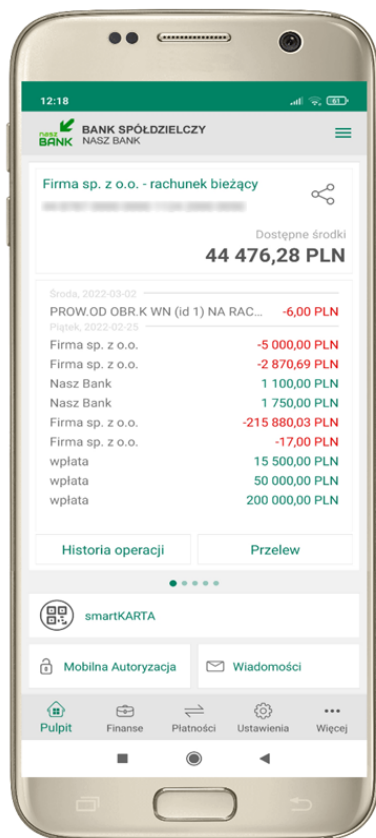 12:18
61
nasz BANK
BANK SPÓŁDZIELCZY
NASZ BANK
Firma sp. z o.o. - rachunek bieżący
Dostępne środki
44 476,28 PLN
Środa, 2022-03-02
PROW.OD OBR.K WN (id 1) NA RAC... -6,00 PLN
Piątek, 2022-02-25
Firma sp. z o.o. -5 000,00 PLN
Firma sp. z o.o. -2 870,69 PLN
Nasz Bank 1 100,00 PLN
Nasz Bank 1 750,00 PLN
Firma sp. z o.o. -215 880,03 PLN
Firma sp. z o.o. -17,00 PLN
wpłata 15 500,00 PLN
wpłata 50 000,00 PLN
wpłata 200 000,00 PLN
Historia operacji Przelew
smartKARTA
Mobilna Autoryzacja Wiadomości
Pulpit Finanse Płatności Ustawienia Więcej